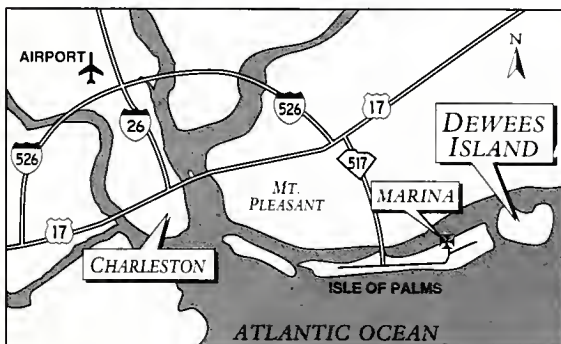 AIRPORT
N
526
17
26
526
517
DEWEES
ISLAND
MT.
PLEASANT
MARINA
17
CHARLESTON
ISLE OF PALMS
ATLANTIC OCEAN